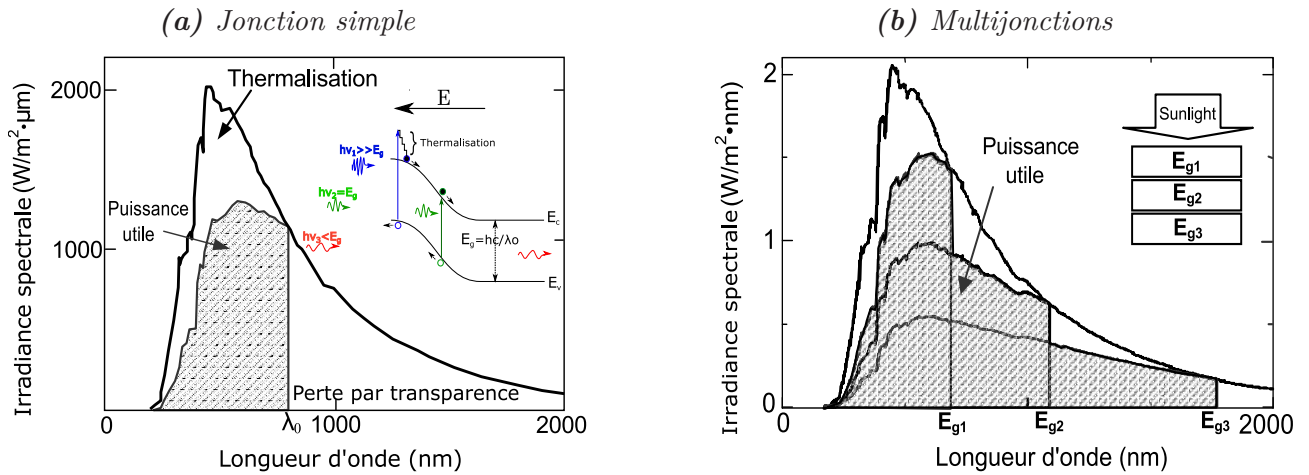 (a) Jonction simple
2000
1000
Irradiance spectrale (W/m²•µm)
Thermalisation
Puissance
utile
E
Thermalisation
hν₁>>Eg
hν₂=Eg
hν₃<Eg
Ec
Eg=hc/λo
Ev
Perte par transparence
λ₀
1000
2000
Longueur d'onde (nm)
(b) Multijonctions
2
1
0
Irradiance spectrale (W/m²•nm)
Puissance
utile
Sunlight
Eg1
Eg2
Eg3
Eg1
Eg2
Eg3
2000
Longueur d'onde (nm)